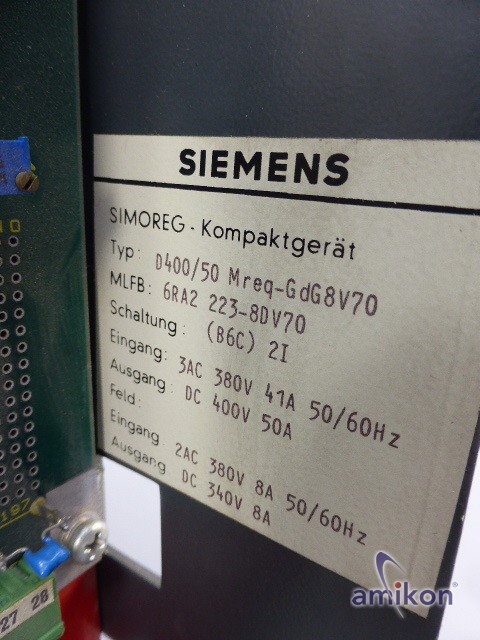 SIEMENS
SIMOREG - Kompaktgerät
Typ: D400/50 Mreq-GdG8V70
MLFB: 6RA2 223-8DV70
Schaltung: (B6C) 2I
Eingang: 3AC 380V 41A 50/60Hz
Ausgang: DC 400V 50A
Feld:
Eingang 2AC 380V 8A 50/60Hz
Ausgang DC 340V 8A
27 28
amikon